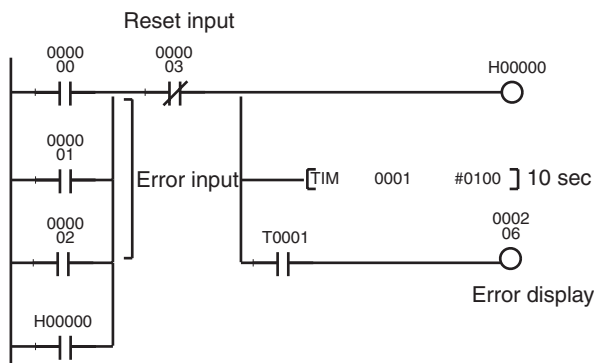 Reset input
0000
00
0000
03
H00000
0000
01
Error input
TIM 0001 #0100 10 sec
0000
02
T0001
0002
06
Error display
H00000